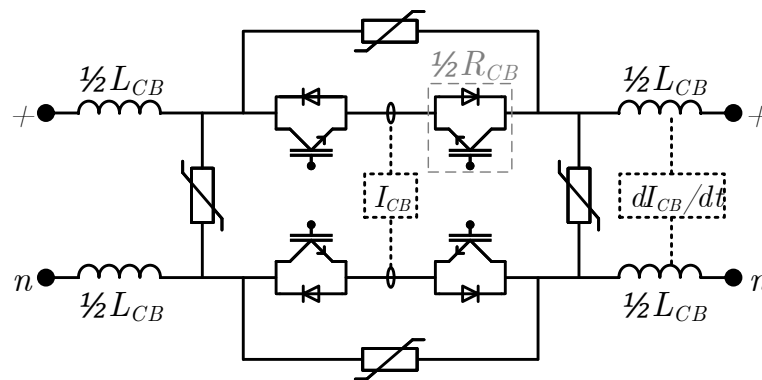 ½R_CB
½L_CB
½L_CB
+
+
I_CB
dI_CB/dt
n
n
½L_CB
½L_CB